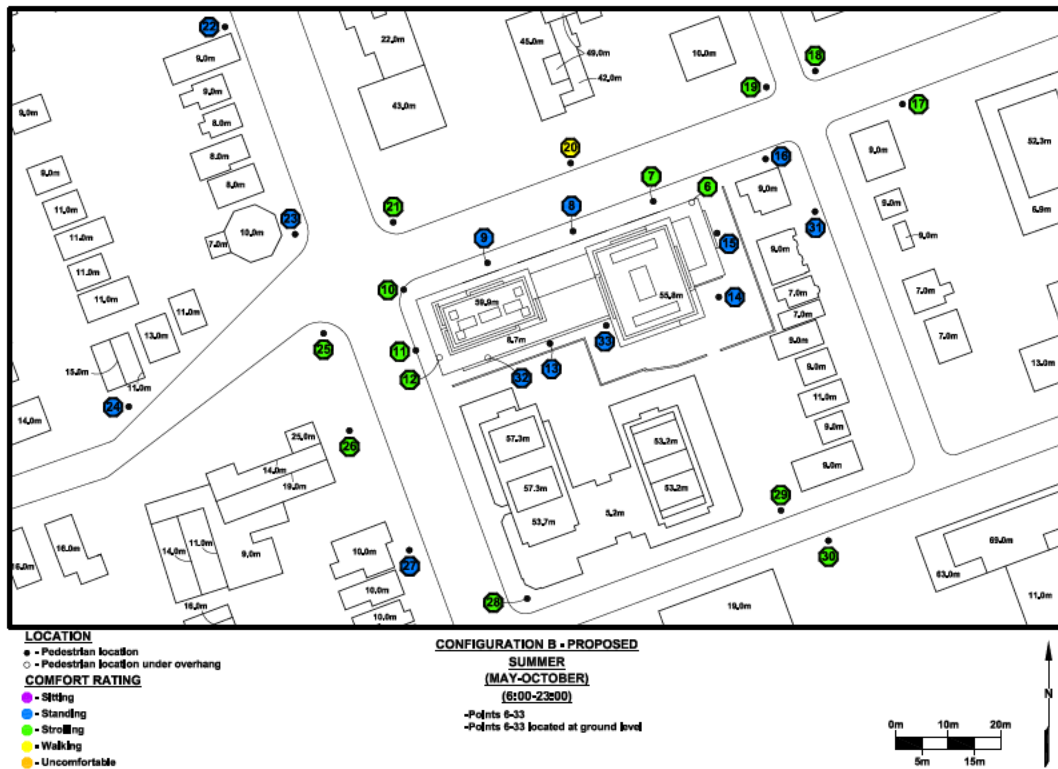 22
9.0m
22.0m
45.0m
49.0m
42.0m
10.0m
18
9.0m
9.0m
43.0m
19
17
8.0m
20
52.3m
8.0m
9.0m
16
8.0m
7
6
9.0m
9.0m
9.0m
6.9m
11.0m
23
21
8
31
11.0m
10.0m
9
15
9.0m
7.0m
9.0m
11.0m
10
59.9m
55.8m
14
7.0m
7.0m
11.0m
11.0m
7.0m
13.0m
25
8.7m
33
9.0m
7.0m
15.0m
11
13.0m
11.0m
12
32
13
9.0m
24
11.0m
14.0m
26
25.0m
57.3m
53.2m
9.0m
14.0m
9.0m
19.0m
57.3m
53.2m
29
53.7m
5.2m
16.0m
14.0m
11.0m
9.0m
10.0m
30
69.0m
27
63.0m
10.0m
28
16.0m
10.0m
19.0m
11.0m
LOCATION
- Pedestrian location
- Pedestrian location under overhang
COMFORT RATING
- Sitting
- Standing
- Strolling
- Walking
- Uncomfortable
CONFIGURATION B - PROPOSED
SUMMER
(MAY-OCTOBER)
(6:00-23:00)
-Points 6-33
-Points 6-33 located at ground level
N
0m 10m 20m
5m 15m